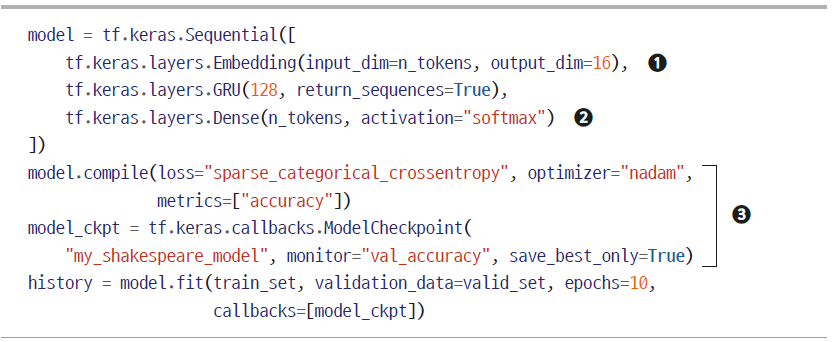 model = tf.keras.Sequential([
    tf.keras.layers.Embedding(input_dim=n_tokens, output_dim=16), ❶
    tf.keras.layers.GRU(128, return_sequences=True),
    tf.keras.layers.Dense(n_tokens, activation="softmax") ❷
])
model.compile(loss="sparse_categorical_crossentropy", optimizer="nadam",
              metrics=["accuracy"])
model_ckpt = tf.keras.callbacks.ModelCheckpoint( ❸
    "my_shakespeare_model", monitor="val_accuracy", save_best_only=True)
history = model.fit(train_set, validation_data=valid_set, epochs=10,
                    callbacks=[model_ckpt])